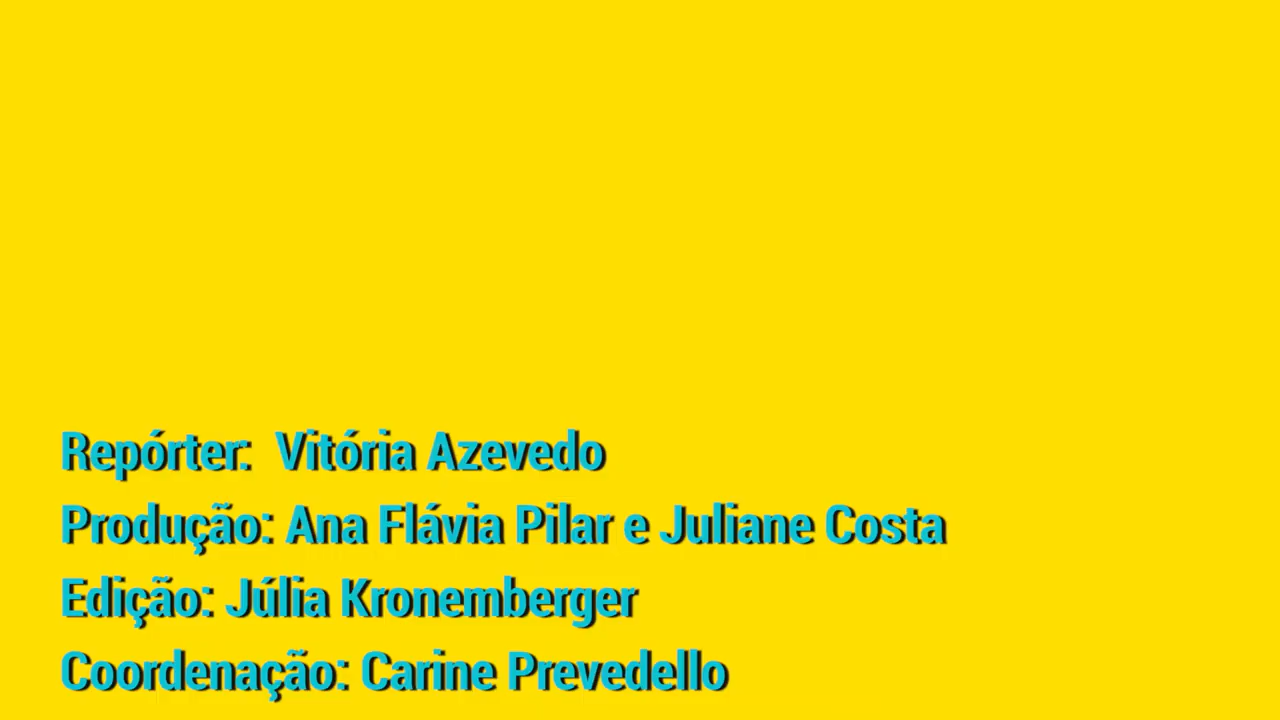 Repórter: Vitória Azevedo
Produção: Ana Flávia Pilar e Juliane Costa
Edição: Júlia Kronemberger
Coordenação: Carine Prevedello